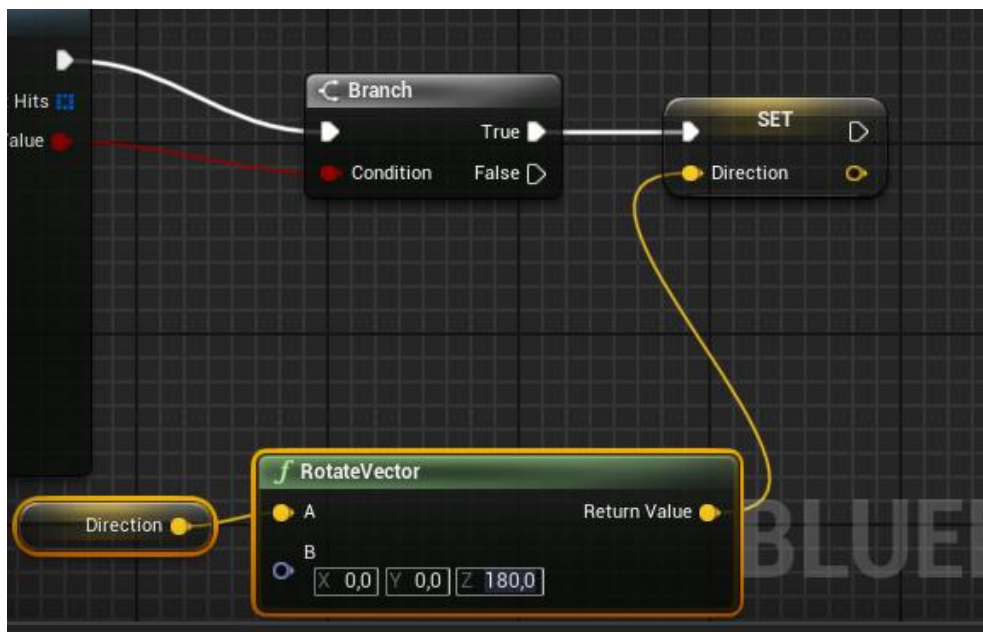 Hits
alue
Branch
True
Condition
False
SET
Direction
Direction
RotateVector
A
Return Value
B
X 0,0 Y 0,0 Z 180,0
BLUE